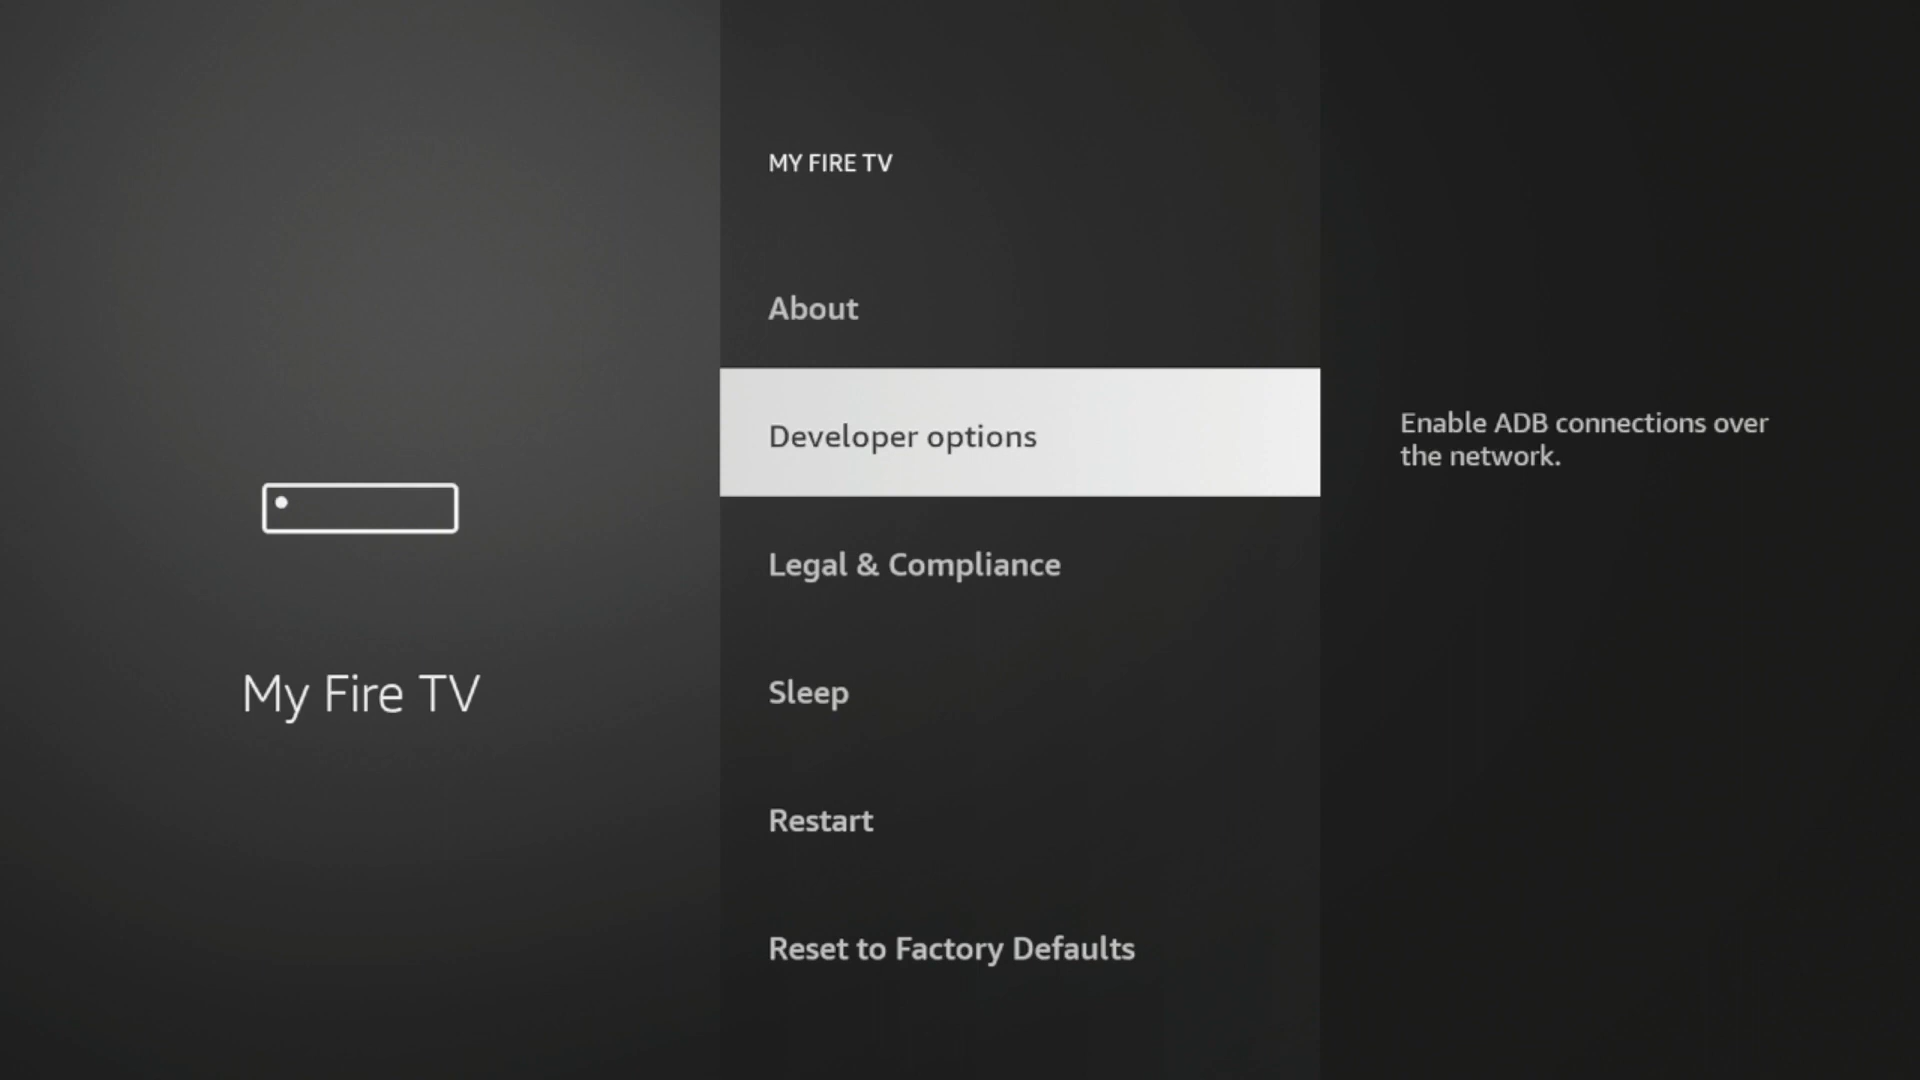 My Fire TV
MY FIRE TV
About
Developer options
Legal & Compliance
Sleep
Restart
Reset to Factory Defaults
Enable ADB connections over
the network.